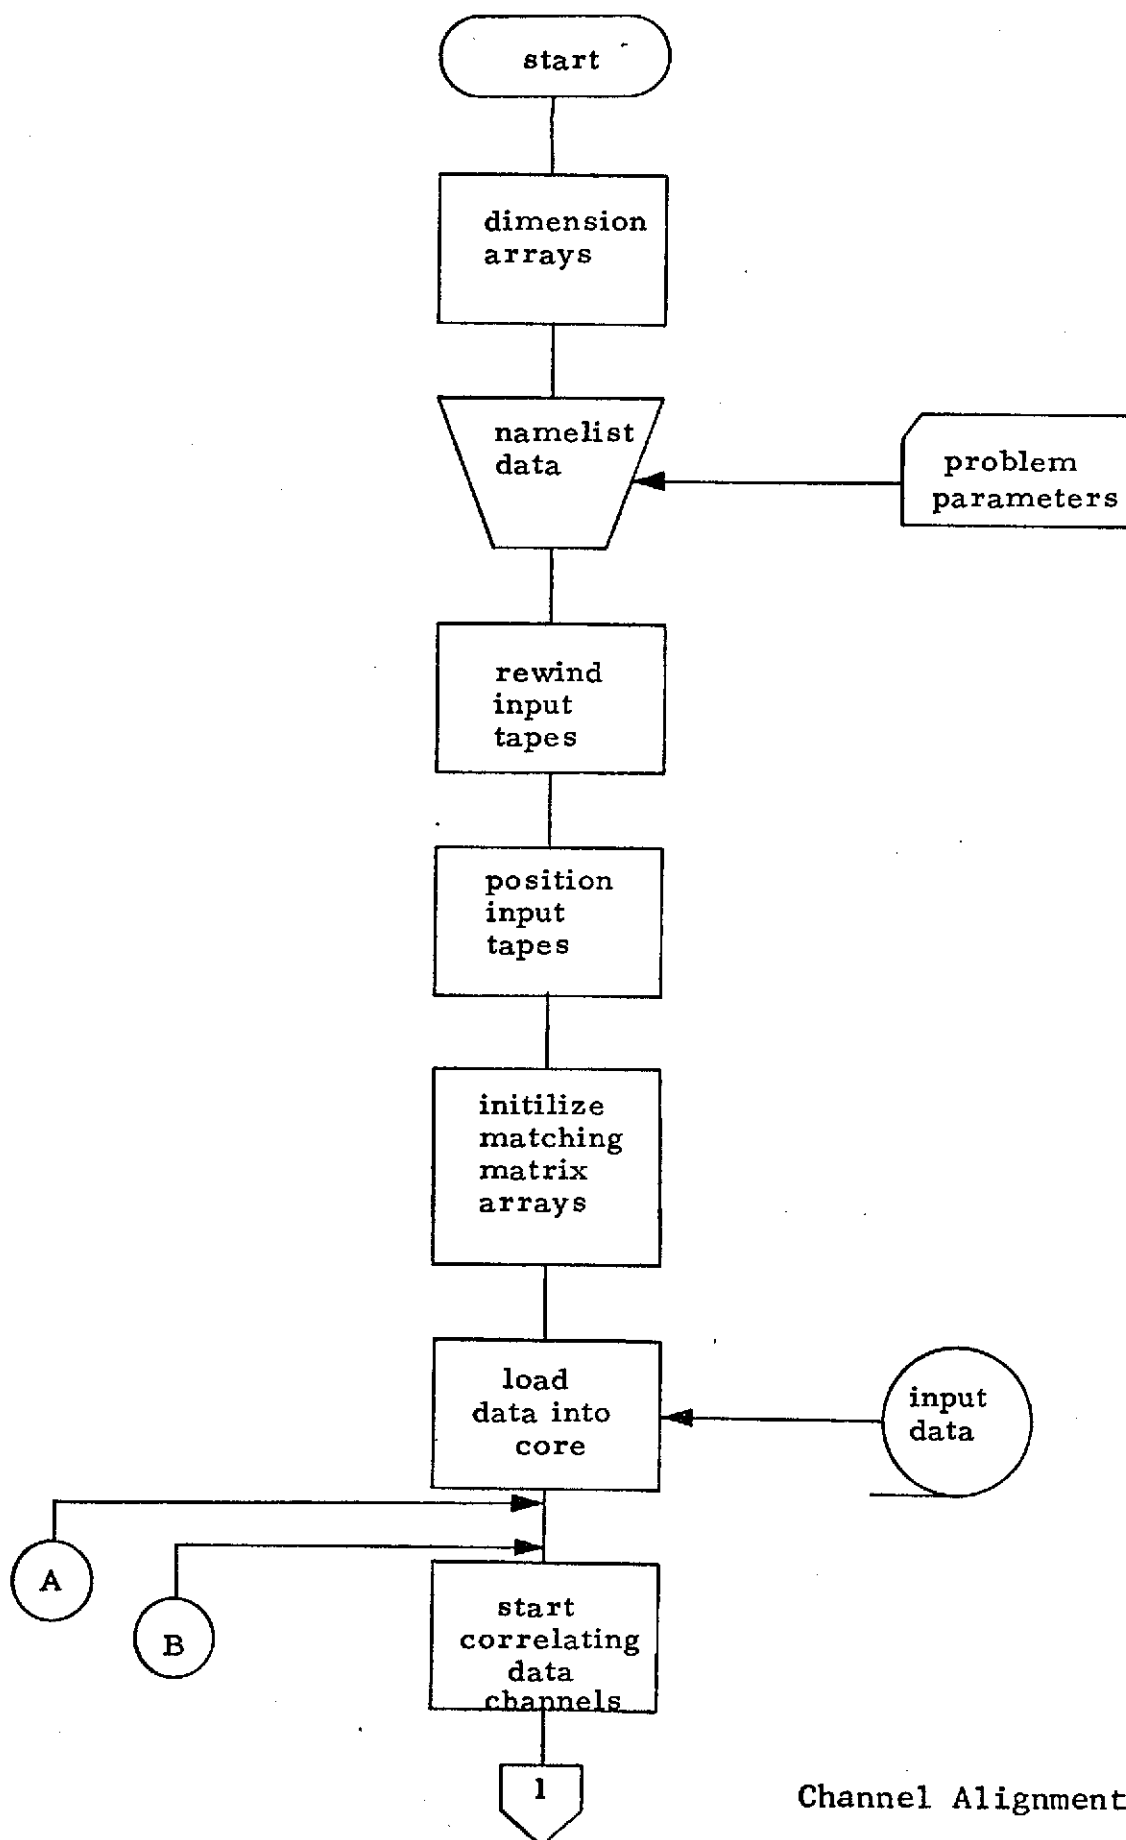 start
dimension
arrays
namelist
data
problem
parameters
rewind
input
tapes
position
input
tapes
initilize
matching
matrix
arrays
load
data into
core
input
data
A
B
start
correlating
data
channels
1
Channel Alignment